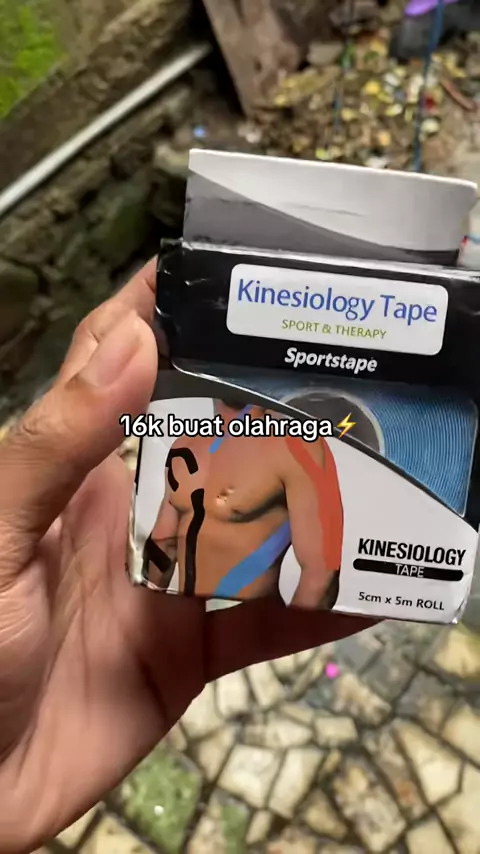 Kinesiology Tape
SPORT & THERAPY
Sportstape
16k buat olahraga⚡
KINESIOLOGY
TAPE
5cm x 5m ROLL